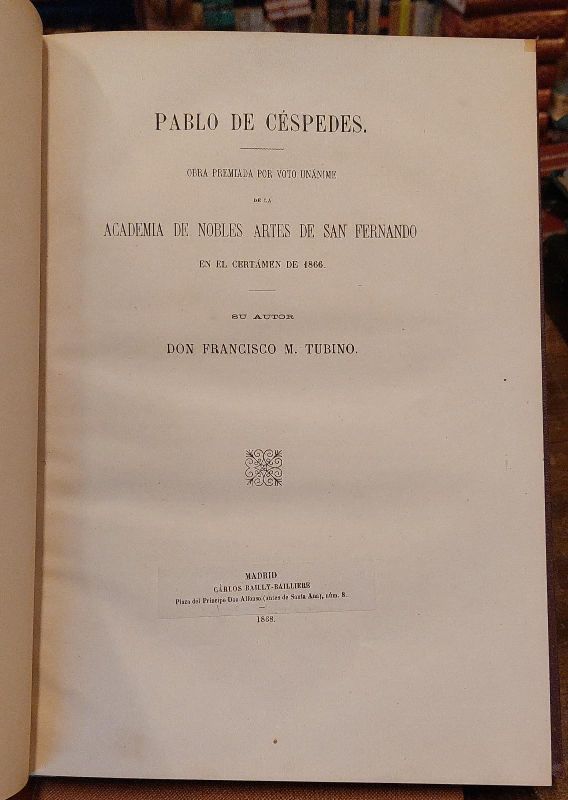 PABLO DE CÉSPEDES.
OBRA PREMIADA POR VOTO UNÁNIME
DE LA
ACADEMIA DE NOBLES ARTES DE SAN FERNANDO
EN EL CERTÁMEN DE 1866.
SU AUTOR
DON FRANCISCO M. TUBINO.
MADRID
CÁRLOS BAILLY-BAILLIERE
Plaza del Príncipe Don Alfonso (antes de Santa Ana), núm. 8.
1868.